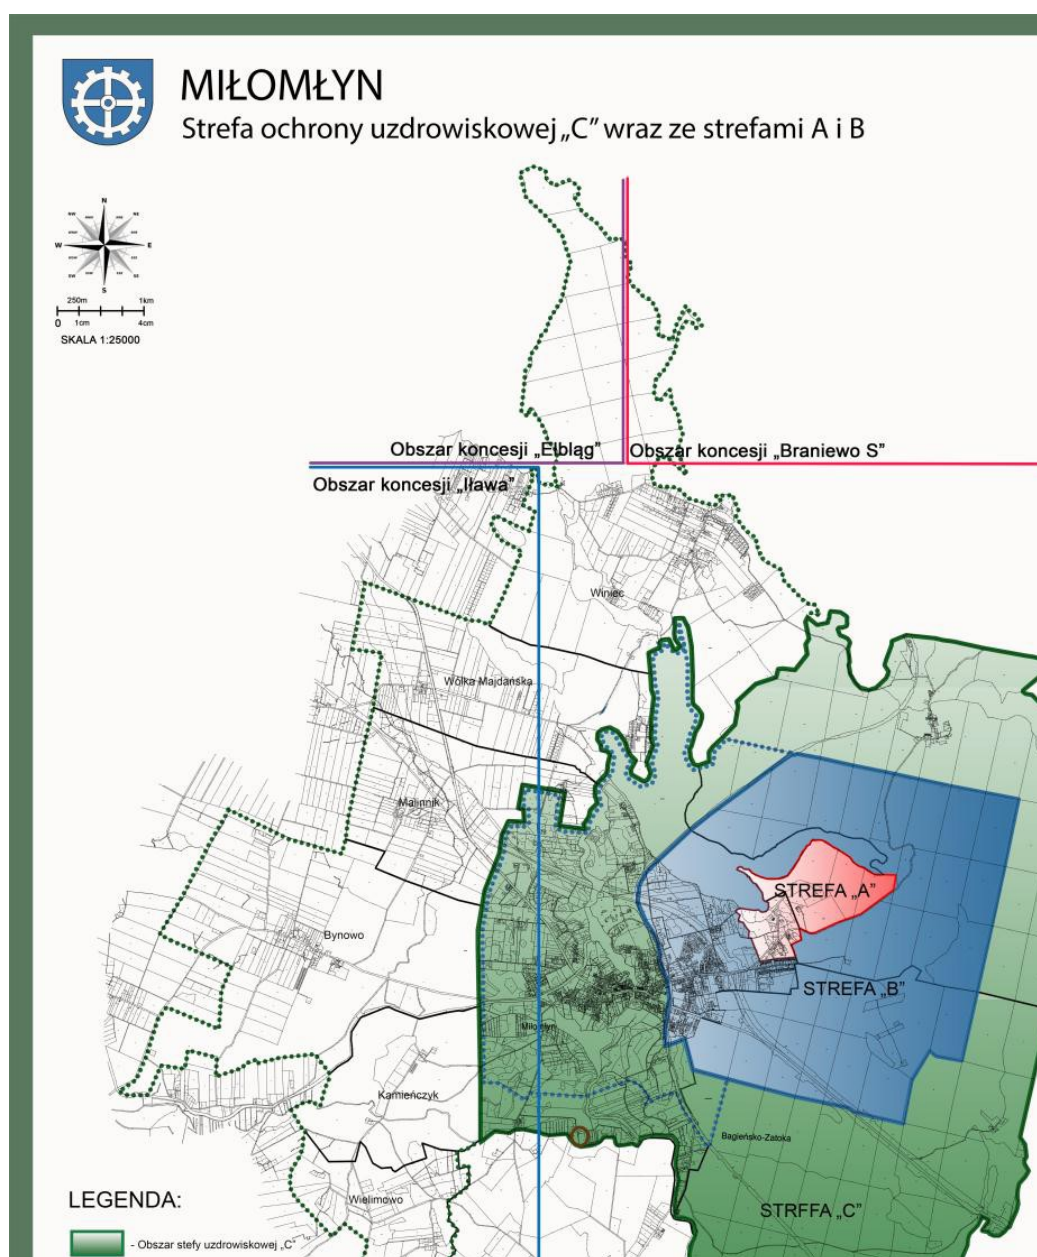 MIŁOMŁYN
Strefa ochrony uzdrowiskowej „C” wraz ze strefami A i B
N
W E
S
250m 1km
0 1cm 4cm
SKALA 1:25000
Obszar koncesji „Elbląg” Obszar koncesji „Braniewo S”
Obszar koncesji „Iława”
Winiec
Wólka Majdańska
Malinnik
STREFA „A”
Bynowo
STREFA „B”
Miłomłyn
Kamieńczyk
Bagieńsko-Zatoka
Wielimowo
LEGENDA:
STRFFA „C”
- Obszar stefy uzdrowiskowej „C”